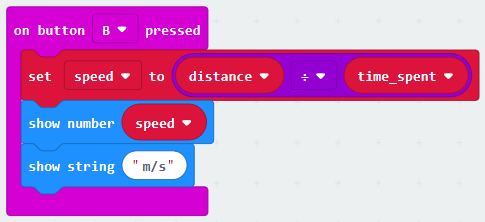 on button B pressed
set speed to distance ÷ time_spent
show number speed
show string "m/s"